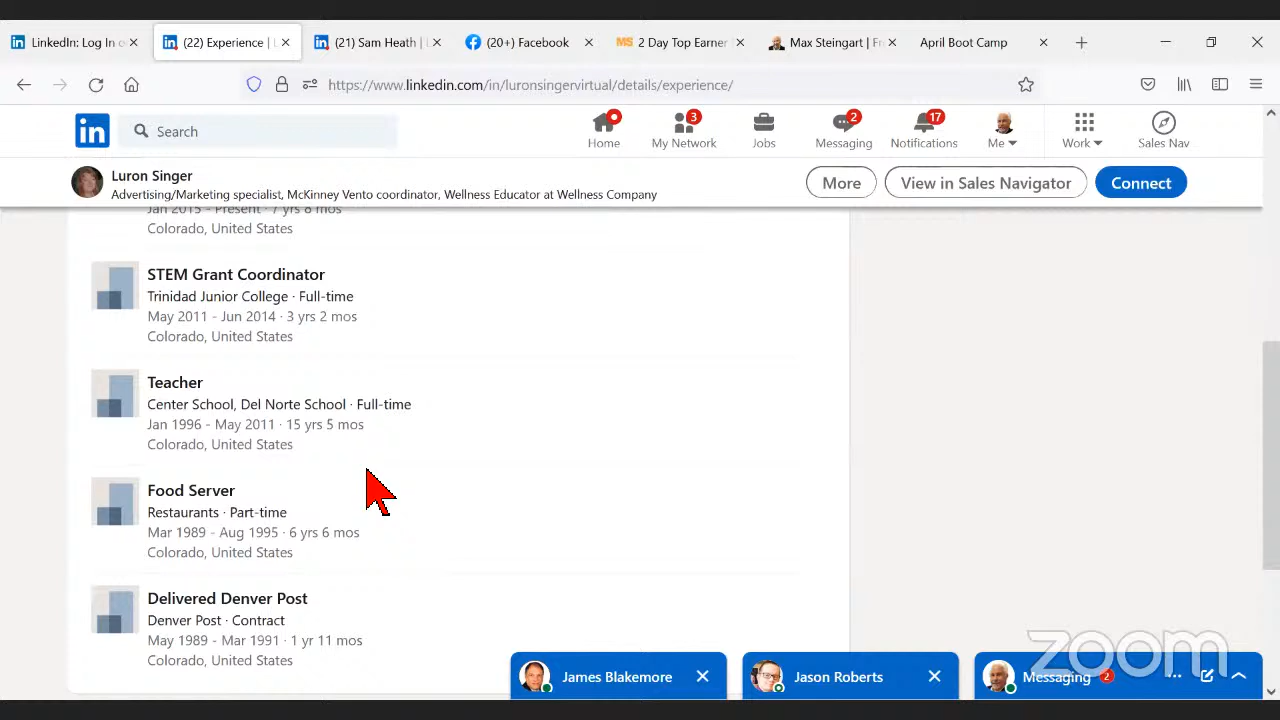 LinkedIn: Log In o
(22) Experience | L
(21) Sam Heath |
(20+) Facebook
MS 2 Day Top Earner
Max Steingart | Fr
April Boot Camp
https://www.linkedin.com/in/luronsingervirtual/details/experience/
in
Search
Home
3
My Network
Jobs
2
Messaging
17
Notifications
Me
Work
Sales Nav
Luron Singer
Advertising/Marketing specialist, McKinney Vento coordinator, Wellness Educator at Wellness Company
More
View in Sales Navigator
Connect
Jan 2015 - Present · 7 yrs 8 mos
Colorado, United States
STEM Grant Coordinator
Trinidad Junior College · Full-time
May 2011 - Jun 2014 · 3 yrs 2 mos
Colorado, United States
Teacher
Center School, Del Norte School · Full-time
Jan 1996 - May 2011 · 15 yrs 5 mos
Colorado, United States
Food Server
Restaurants · Part-time
Mar 1989 - Aug 1995 · 6 yrs 6 mos
Colorado, United States
Delivered Denver Post
Denver Post · Contract
May 1989 - Mar 1991 · 1 yr 11 mos
Colorado, United States
James Blakemore
Jason Roberts
Messaging 2
zoom